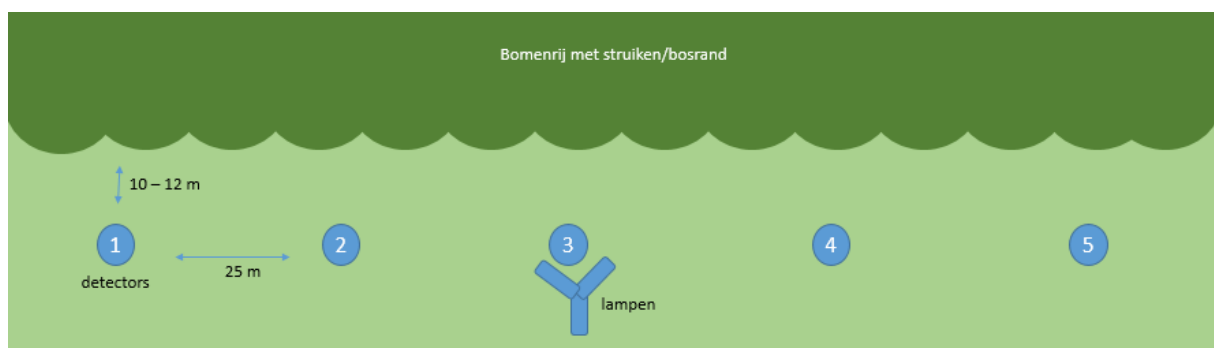 Bomenrij met struiken/bosrand
10 – 12 m
1
2
3
4
5
25 m
detectors
lampen